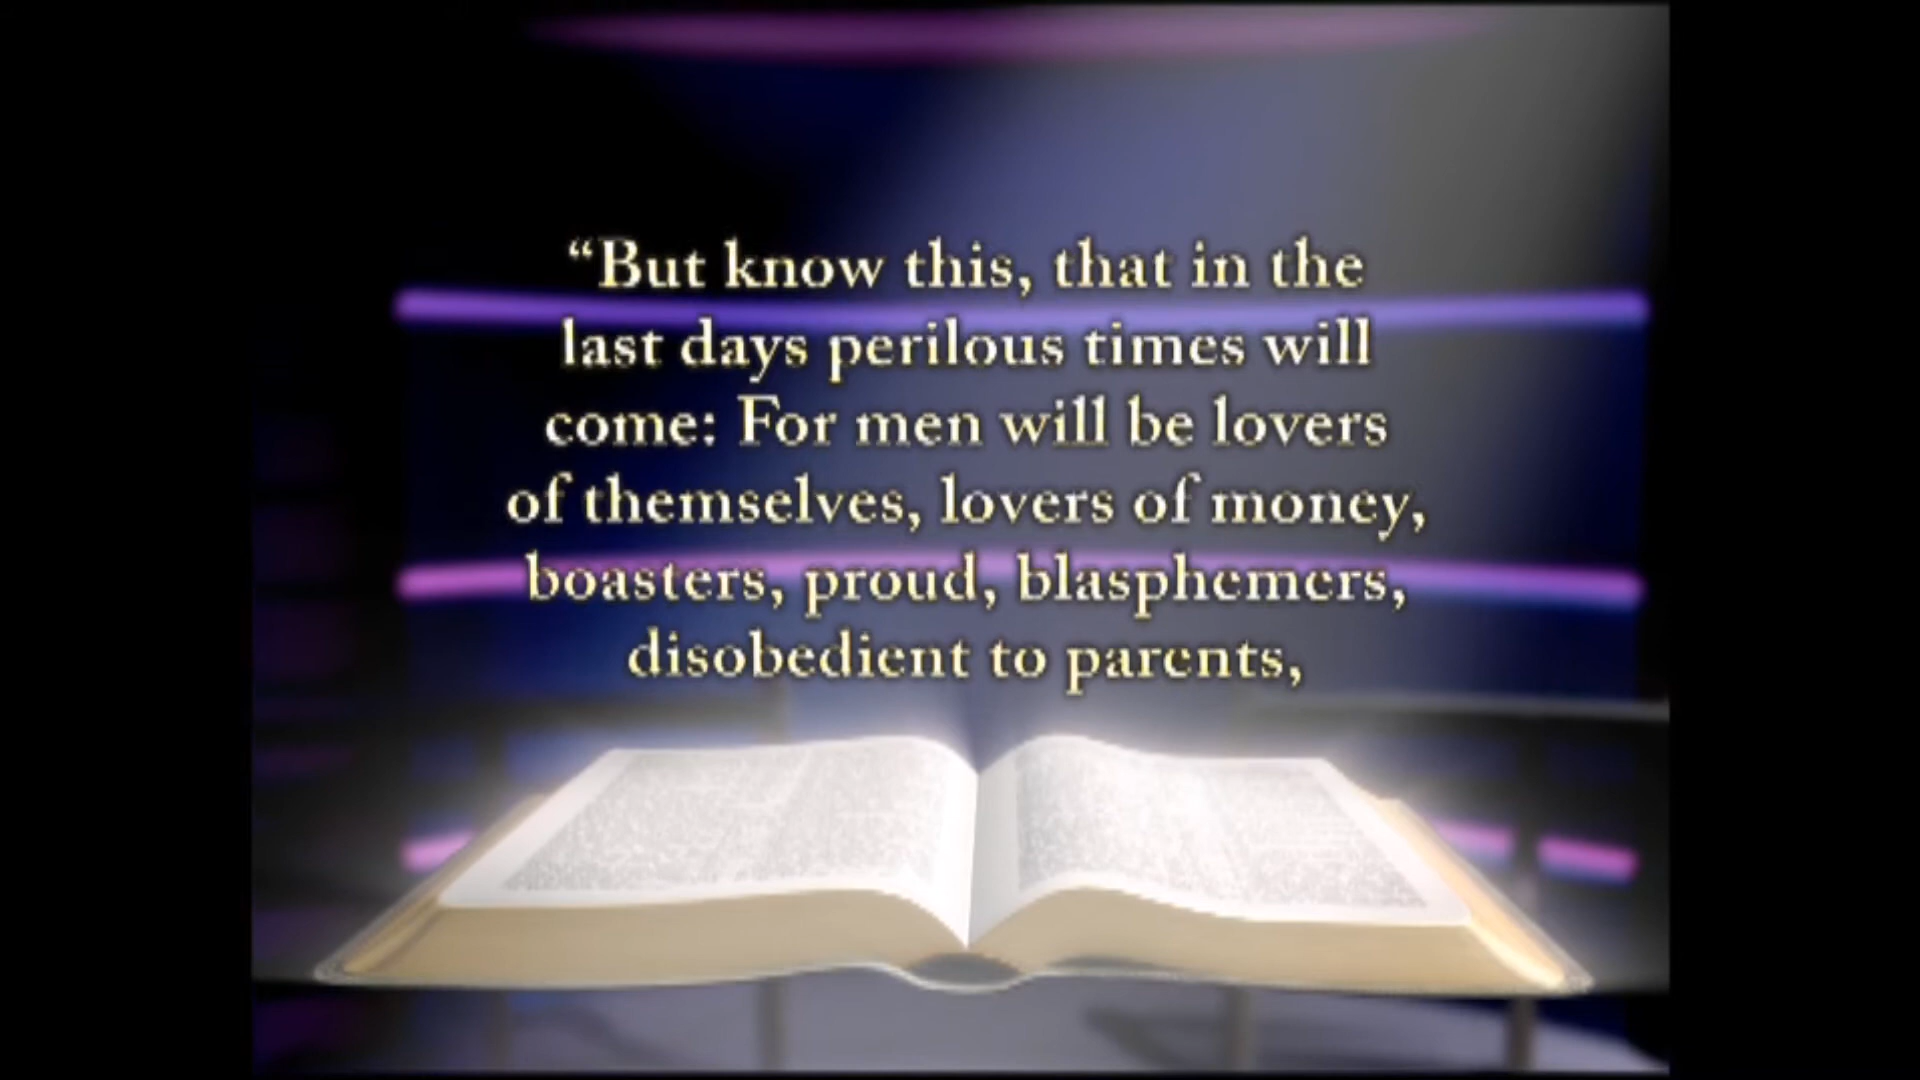 “But know this, that in the
last days perilous times will
come: For men will be lovers
of themselves, lovers of money,
boasters, proud, blasphemers,
disobedient to parents,